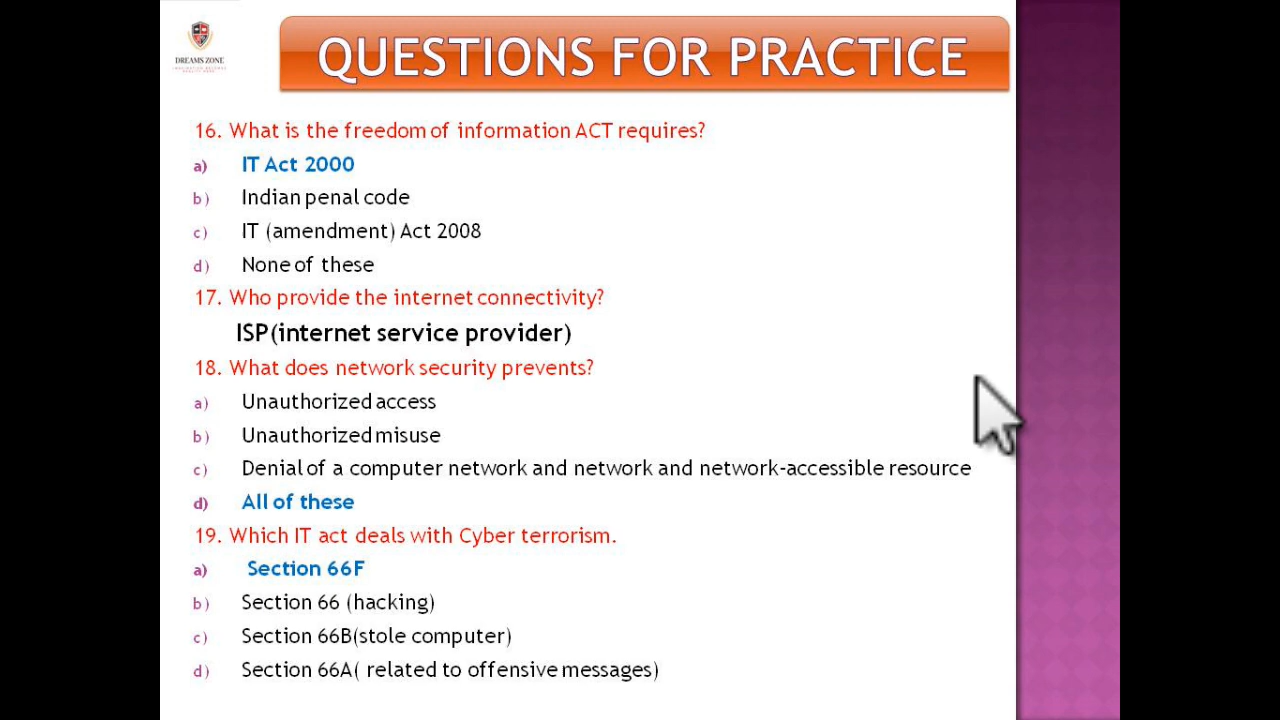 DREAMS ZONE
QUESTIONS FOR PRACTICE
16. What is the freedom of information ACT requires?
a) IT Act 2000
b) Indian penal code
c) IT (amendment) Act 2008
d) None of these
17. Who provide the internet connectivity?
ISP(internet service provider)
18. What does network security prevents?
a) Unauthorized access
b) Unauthorized misuse
c) Denial of a computer network and network and network-accessible resource
d) All of these
19. Which IT act deals with Cyber terrorism.
a) Section 66F
b) Section 66 (hacking)
c) Section 66B(stole computer)
d) Section 66A( related to offensive messages)